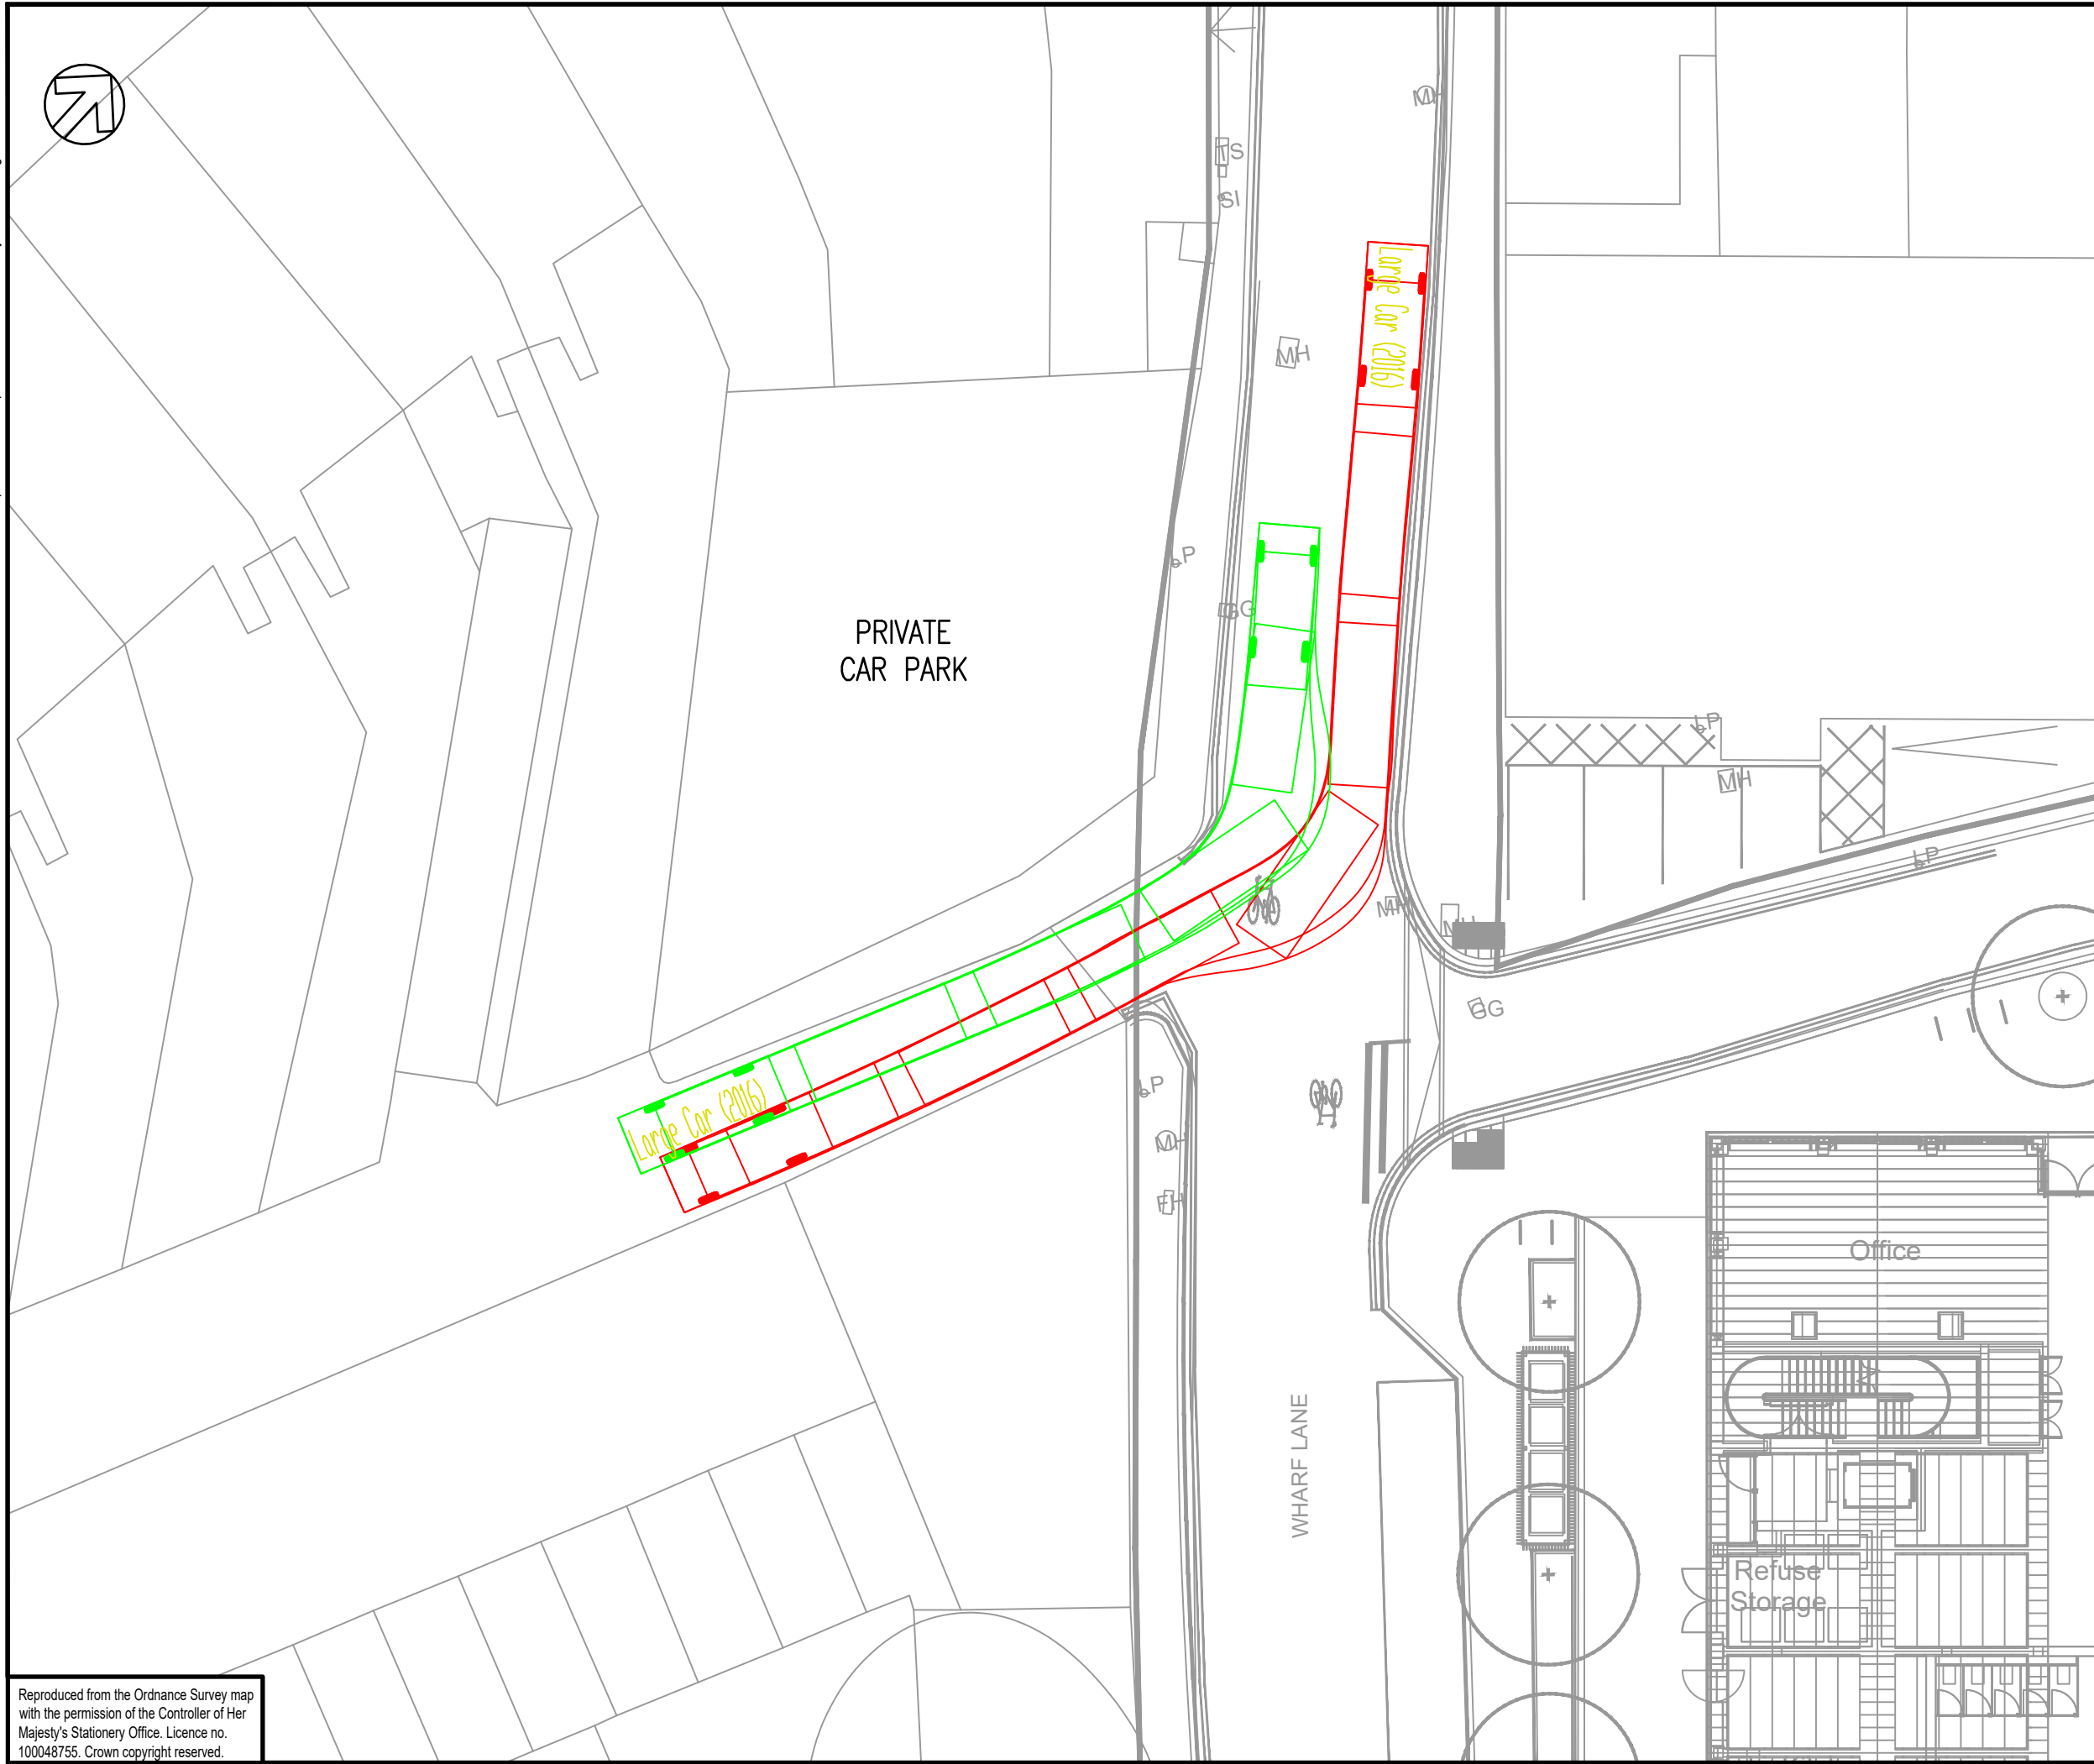 MH
TS
SI
Large Car (2016)
MH
LP
GG
PRIVATE
CAR PARK
LP
MH
LP
MH
MH
GG
Large Car (2016)
LP
MH
FH
Office
WHARF LANE
Refuse
Storage
Reproduced from the Ordnance Survey map
with the permission of the Controller of Her
Majesty's Stationery Office. Licence no.
100048755. Crown copyright reserved.